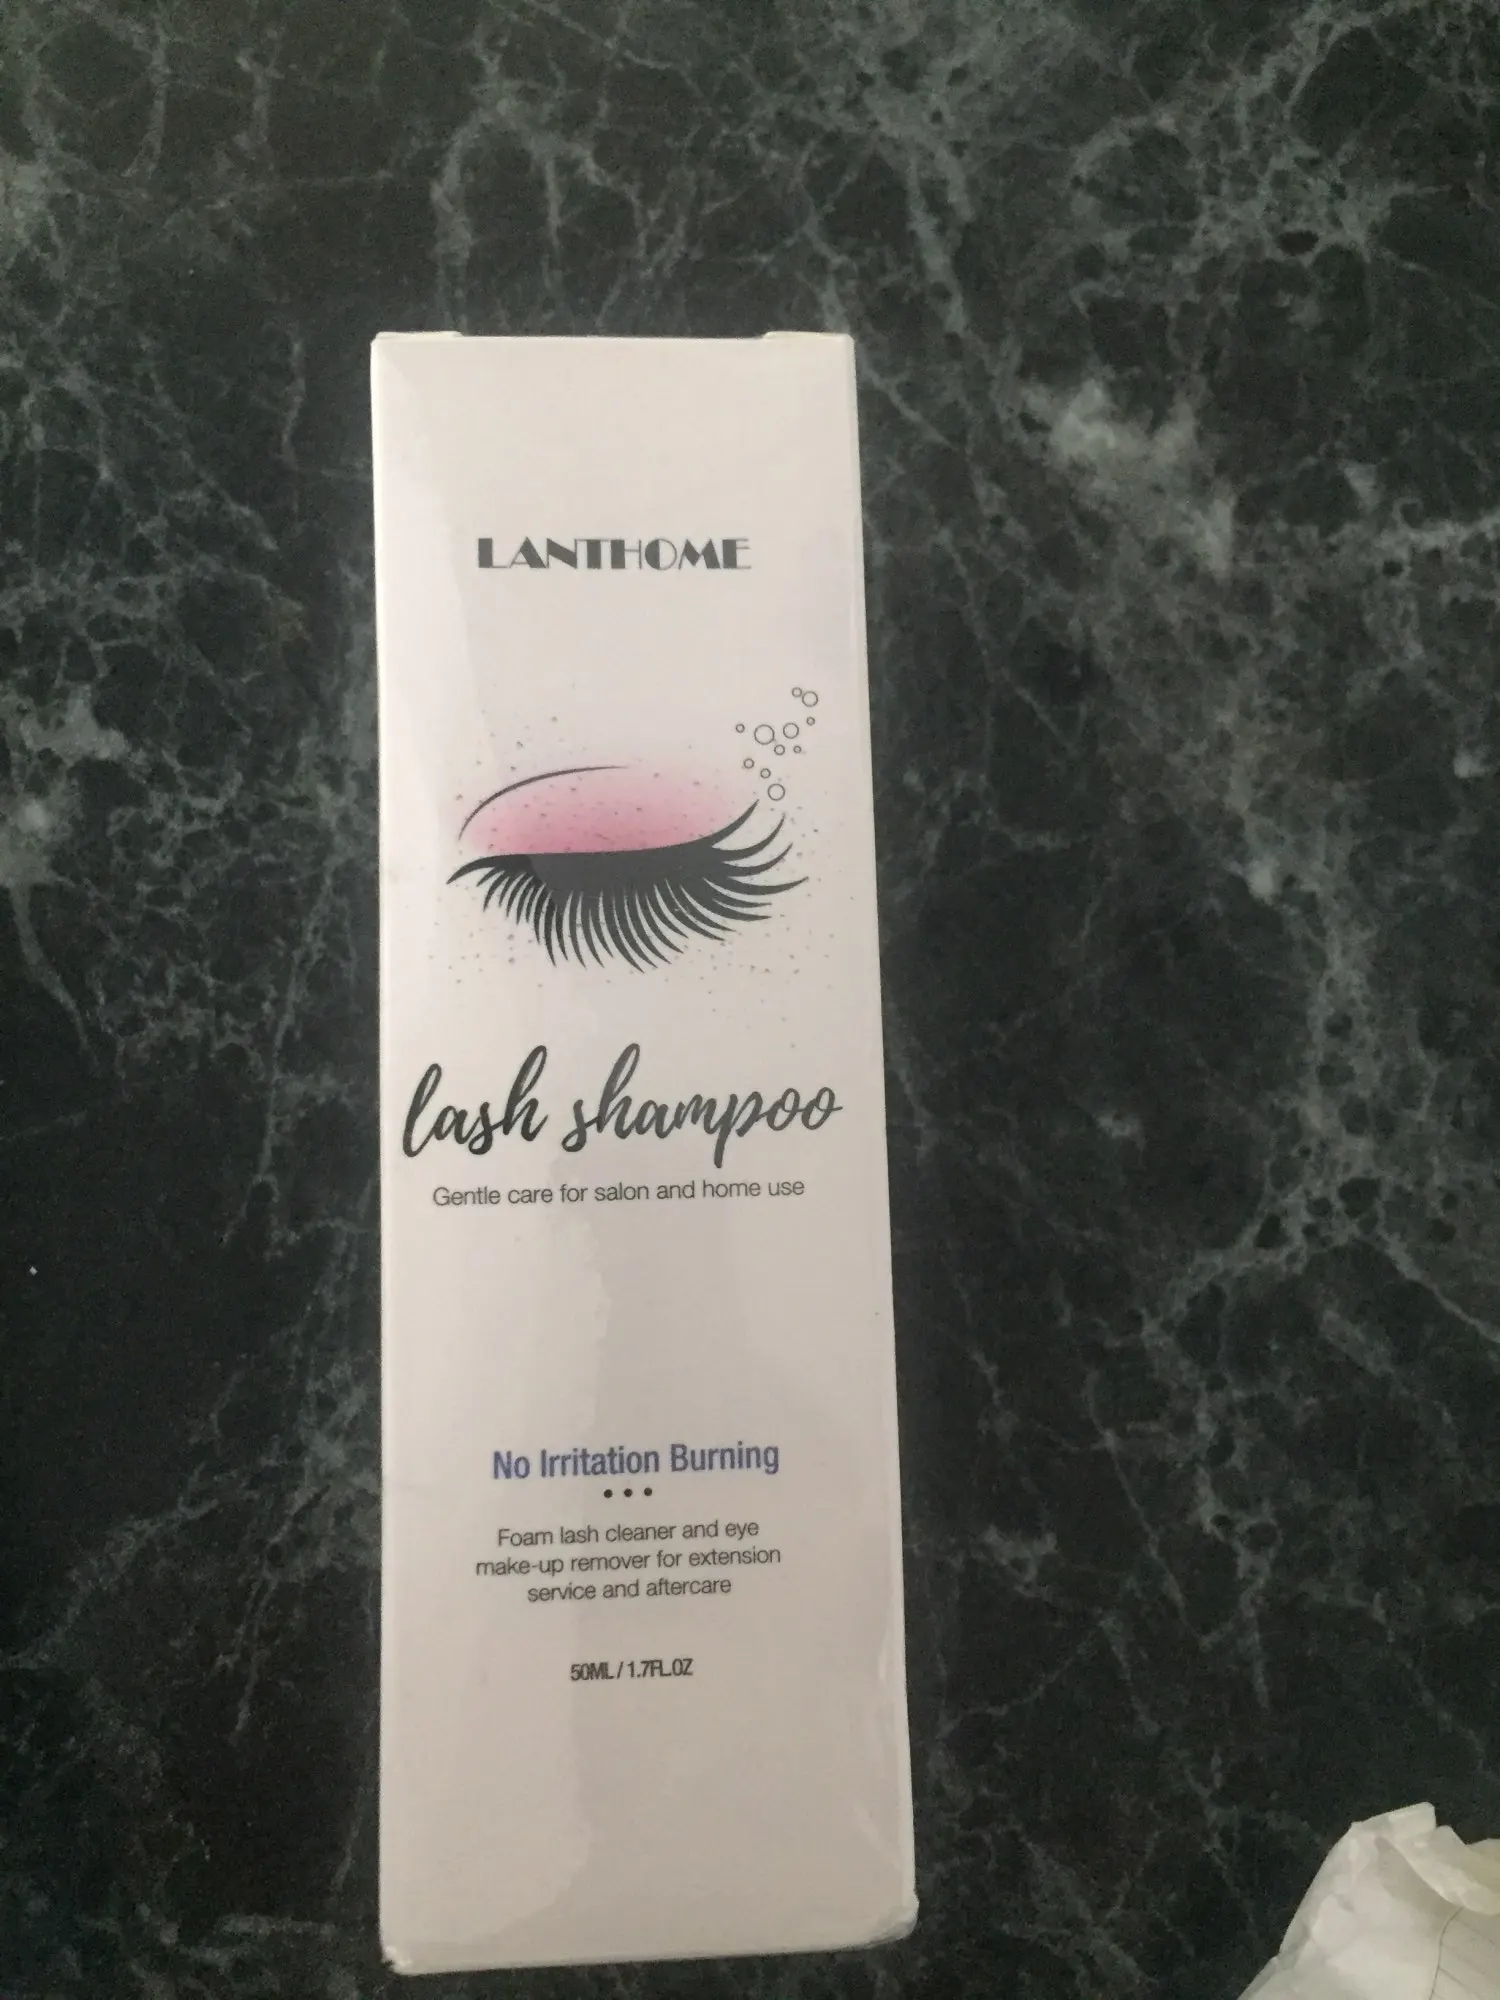 LANTHOME
lash shampoo
Gentle care for salon and home use
No Irritation Burning
Foam lash cleaner and eye
make-up remover for extension
service and aftercare
50ML / 1.7FL.OZ